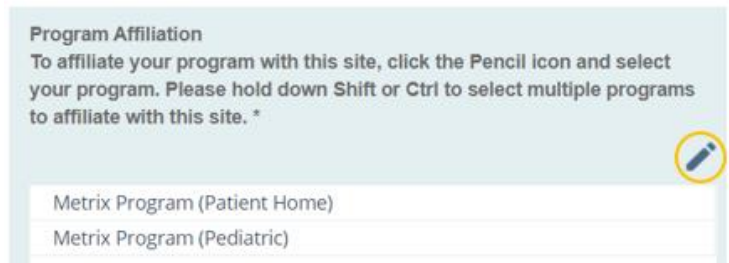 Program Affiliation
To affiliate your program with this site, click the Pencil icon and select
your program. Please hold down Shift or Ctrl to select multiple programs
to affiliate with this site. *
Metrix Program (Patient Home)
Metrix Program (Pediatric)